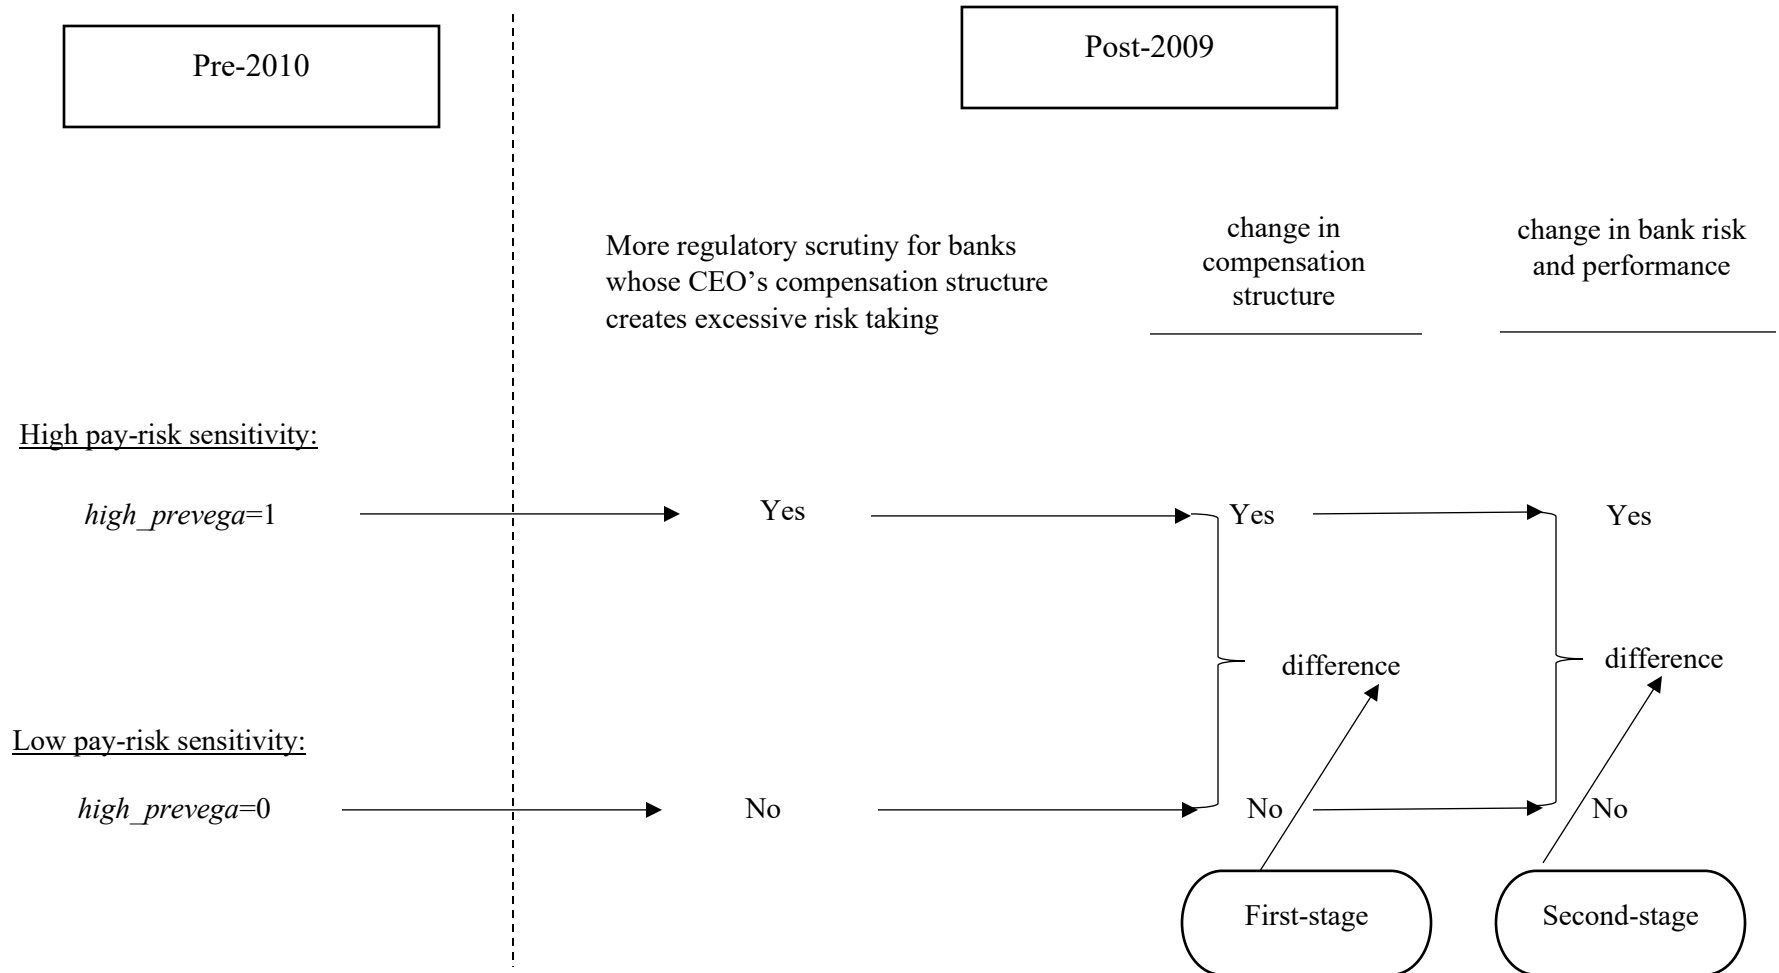 Pre-2010
Post-2009
More regulatory scrutiny for banks
whose CEO’s compensation structure
creates excessive risk taking
change in
compensation
structure
change in bank risk
and performance
High pay-risk sensitivity:
high_prevega=1
Yes
Yes
Yes
difference
difference
Low pay-risk sensitivity:
high_prevega=0
No
No
No
First-stage
Second-stage